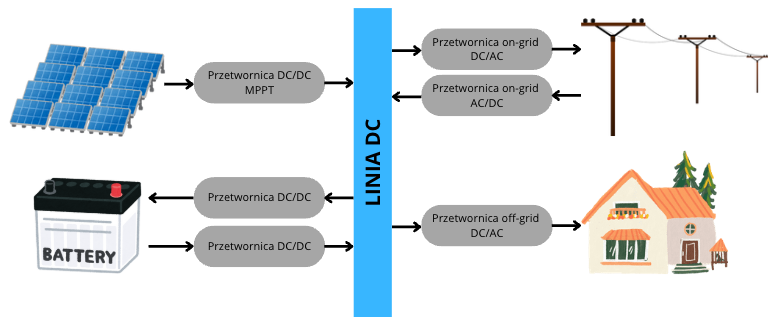 Przetwornica DC/DC
MPPT
Przetwornica DC/DC
Przetwornica DC/DC
BATTERY
LINIA DC
Przetwornica on-grid
DC/AC
Przetwornica on-grid
AC/DC
Przetwornica off-grid
DC/AC